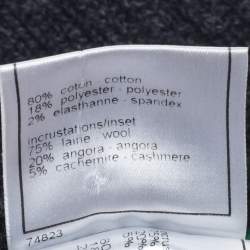 80% coton - cotton
18% polyester - polyester
2% elasthanne - spandex
incrustations/inset
75% laine - wool
20% angora - angora
5% cachemire - cashmere
74823